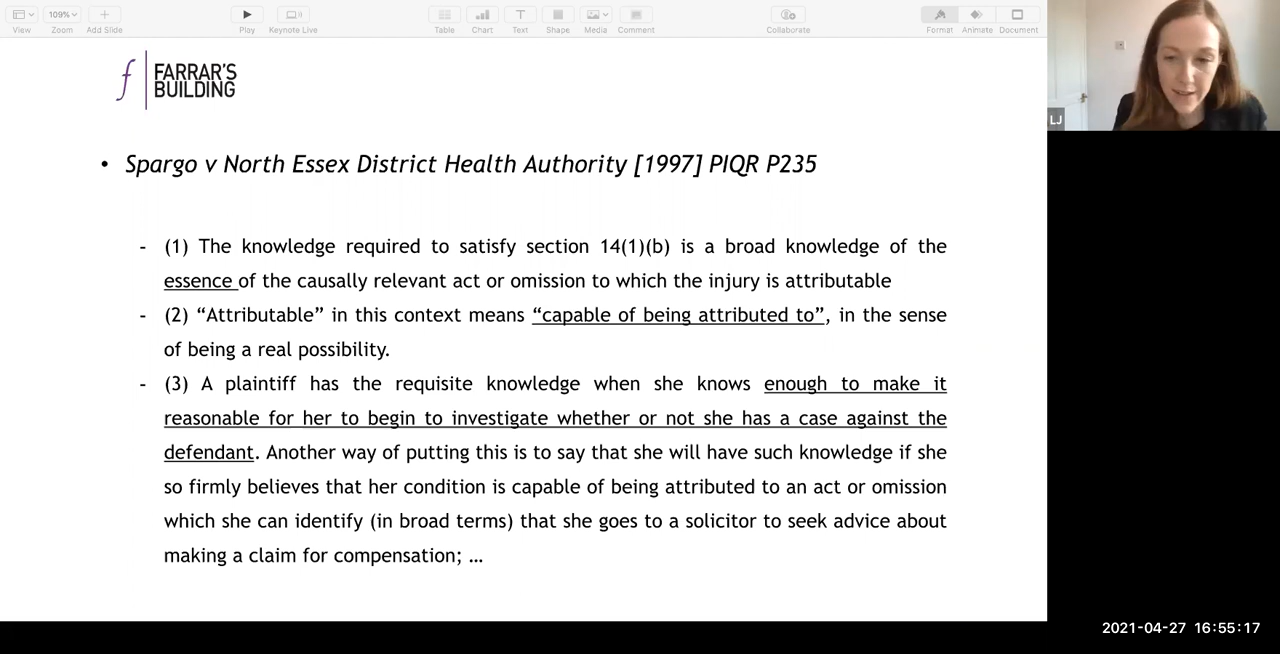 View Zoom Add Slide Play Keynote Live Table Chart Text Shape Media Comment Collaborate Format Animate Document
109%
f FARRAR'S
BUILDING
LJ
• Spargo v North Essex District Health Authority [1997] PIQR P235
- (1) The knowledge required to satisfy section 14(1)(b) is a broad knowledge of the
essence of the causally relevant act or omission to which the injury is attributable
- (2) “Attributable” in this context means “capable of being attributed to”, in the sense
of being a real possibility.
- (3) A plaintiff has the requisite knowledge when she knows enough to make it
reasonable for her to begin to investigate whether or not she has a case against the
defendant. Another way of putting this is to say that she will have such knowledge if she
so firmly believes that her condition is capable of being attributed to an act or omission
which she can identify (in broad terms) that she goes to a solicitor to seek advice about
making a claim for compensation; …
2021-04-27 16:55:17